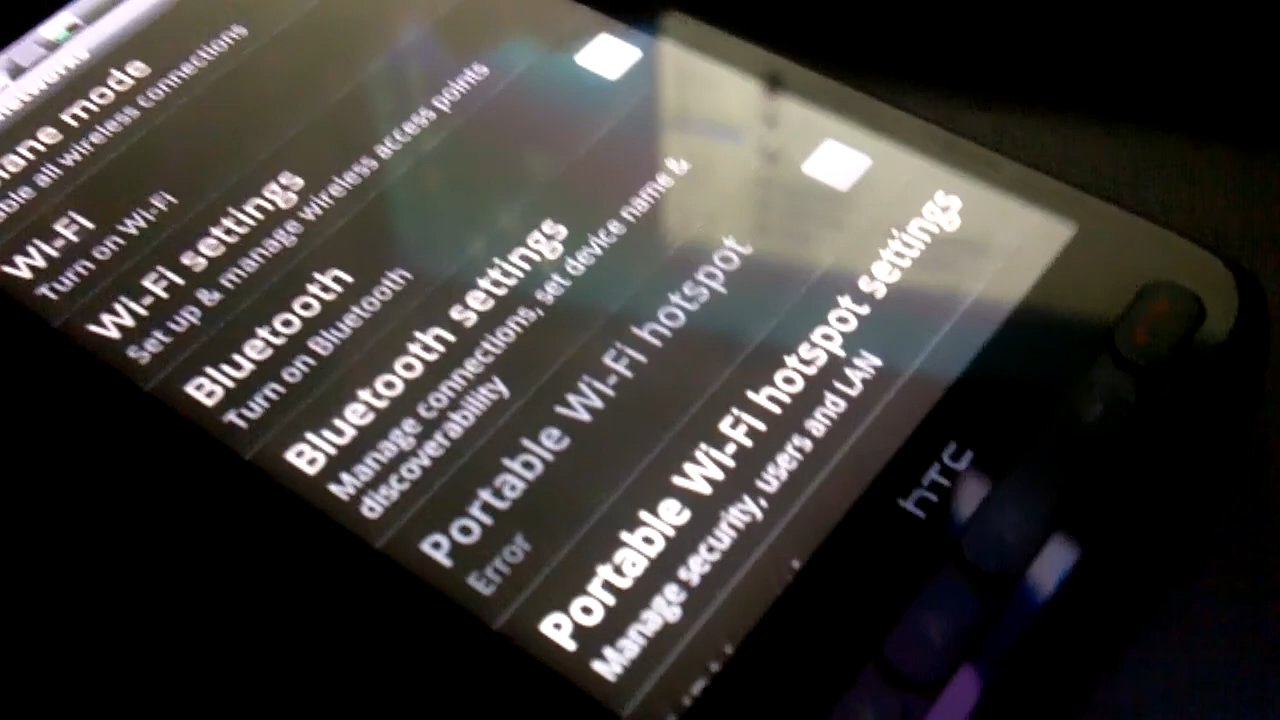 lane mode
able all wireless connections
Wi-Fi
Turn on Wi-Fi
Wi-Fi settings
Set up & manage wireless access points
Bluetooth
Turn on Bluetooth
Bluetooth settings
Manage connections, set device name &
discoverability
Portable Wi-Fi hotspot
Error
Portable Wi-Fi hotspot settings
Manage security, users and LAN
hTC